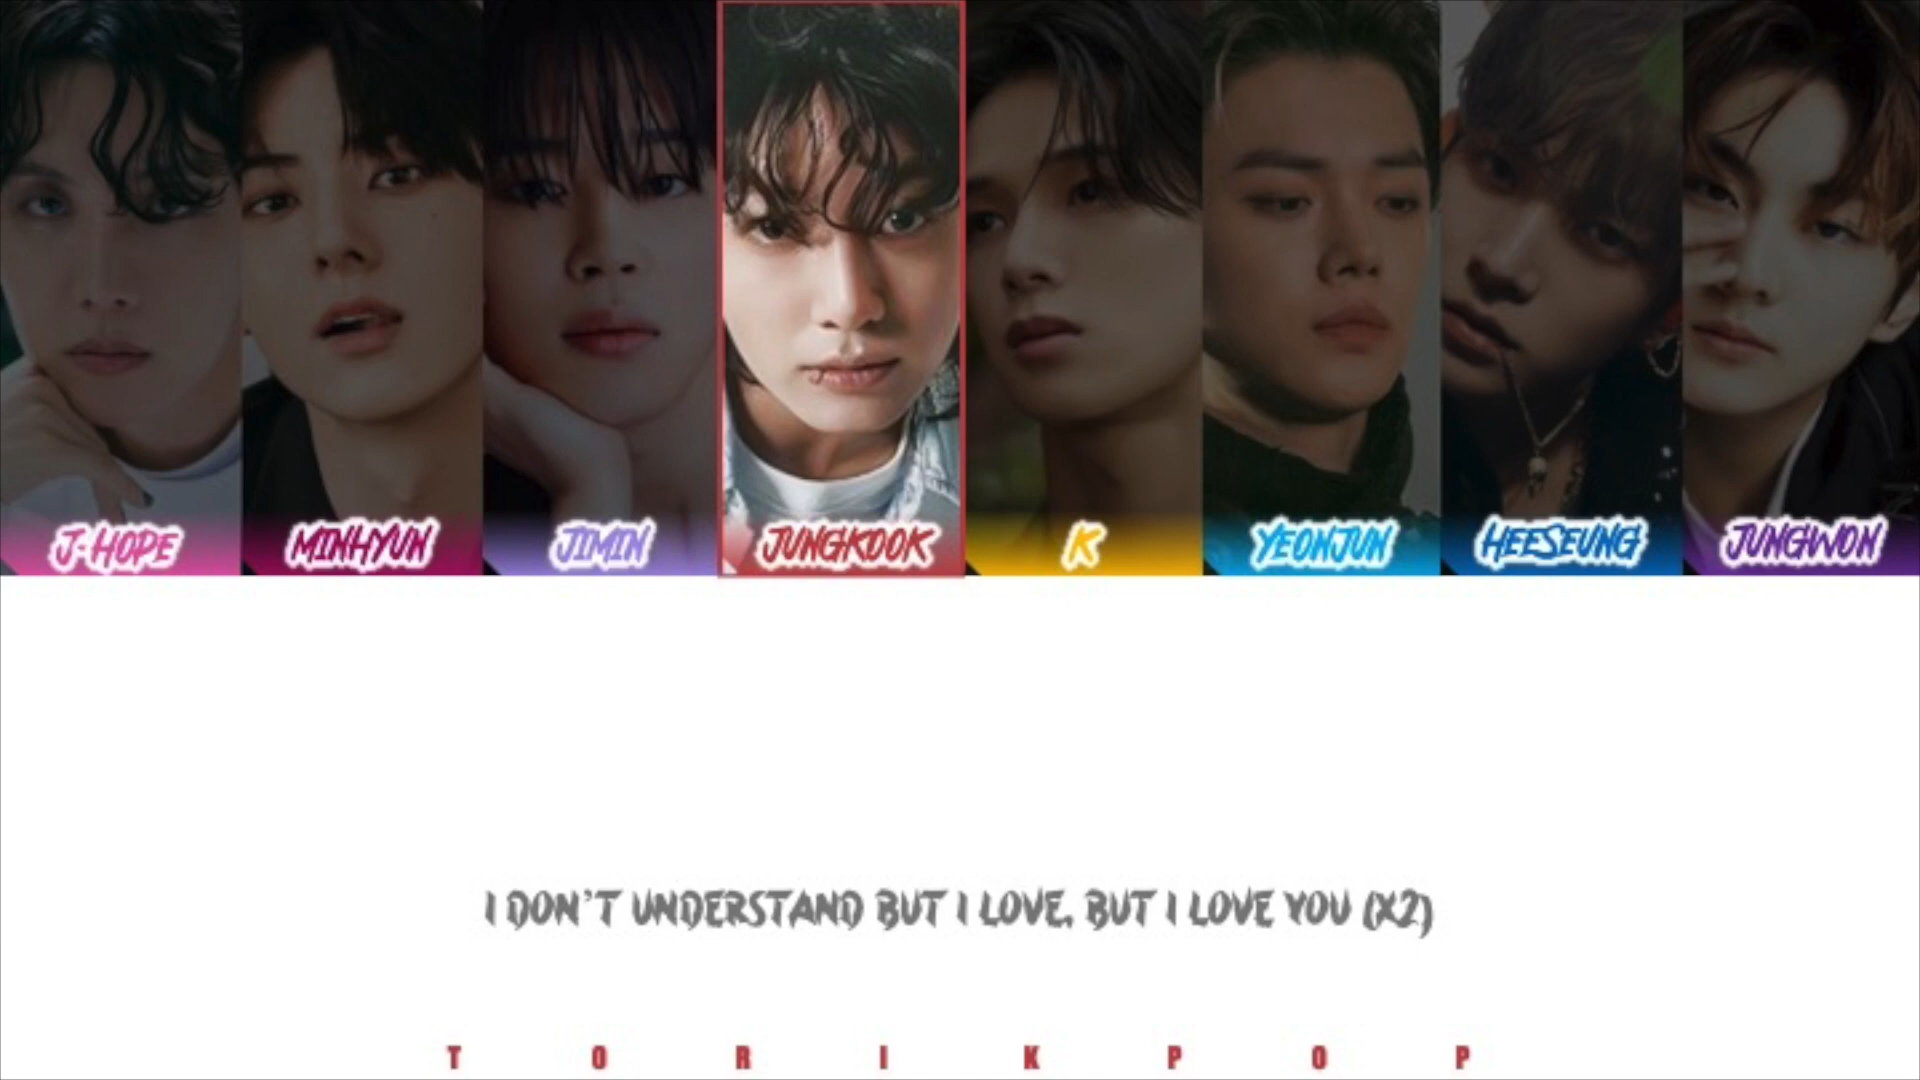 J-HOPE MINHYUN JIMIN JUNGKOOK K YEONJUN HEESEUNG JUNGWON
I DON'T UNDERSTAND BUT I LOVE, BUT I LOVE YOU (X2)
T O R I K P O P